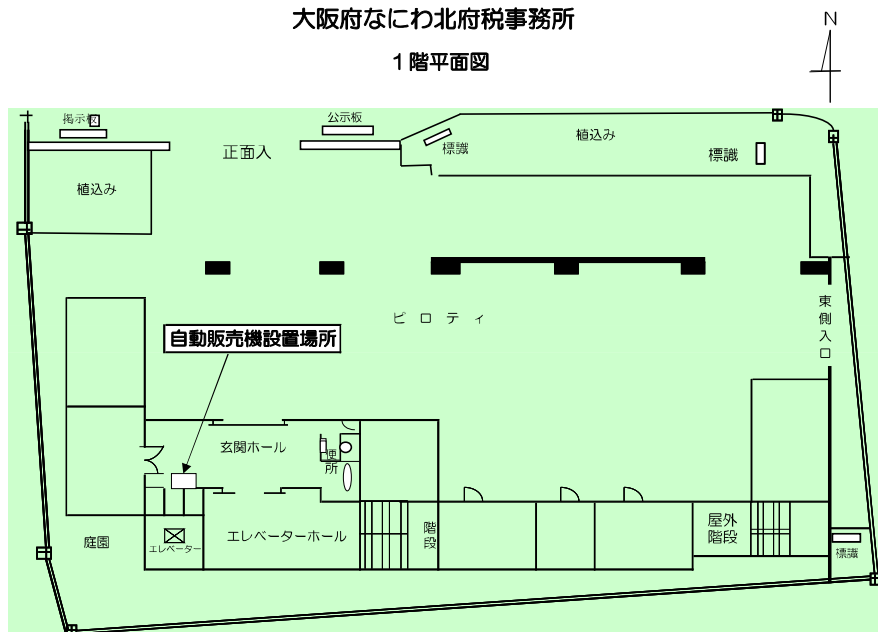 大阪府なにわ北府税事務所
1階平面図
N
掲示板
公示板
正面入
標識
植込み
標識
植込み
ピロティ
東側入口
自動販売機設置場所
玄関ホール
便所
エレベーターホール
階段
屋外
階段
庭園
エレベーター
標識